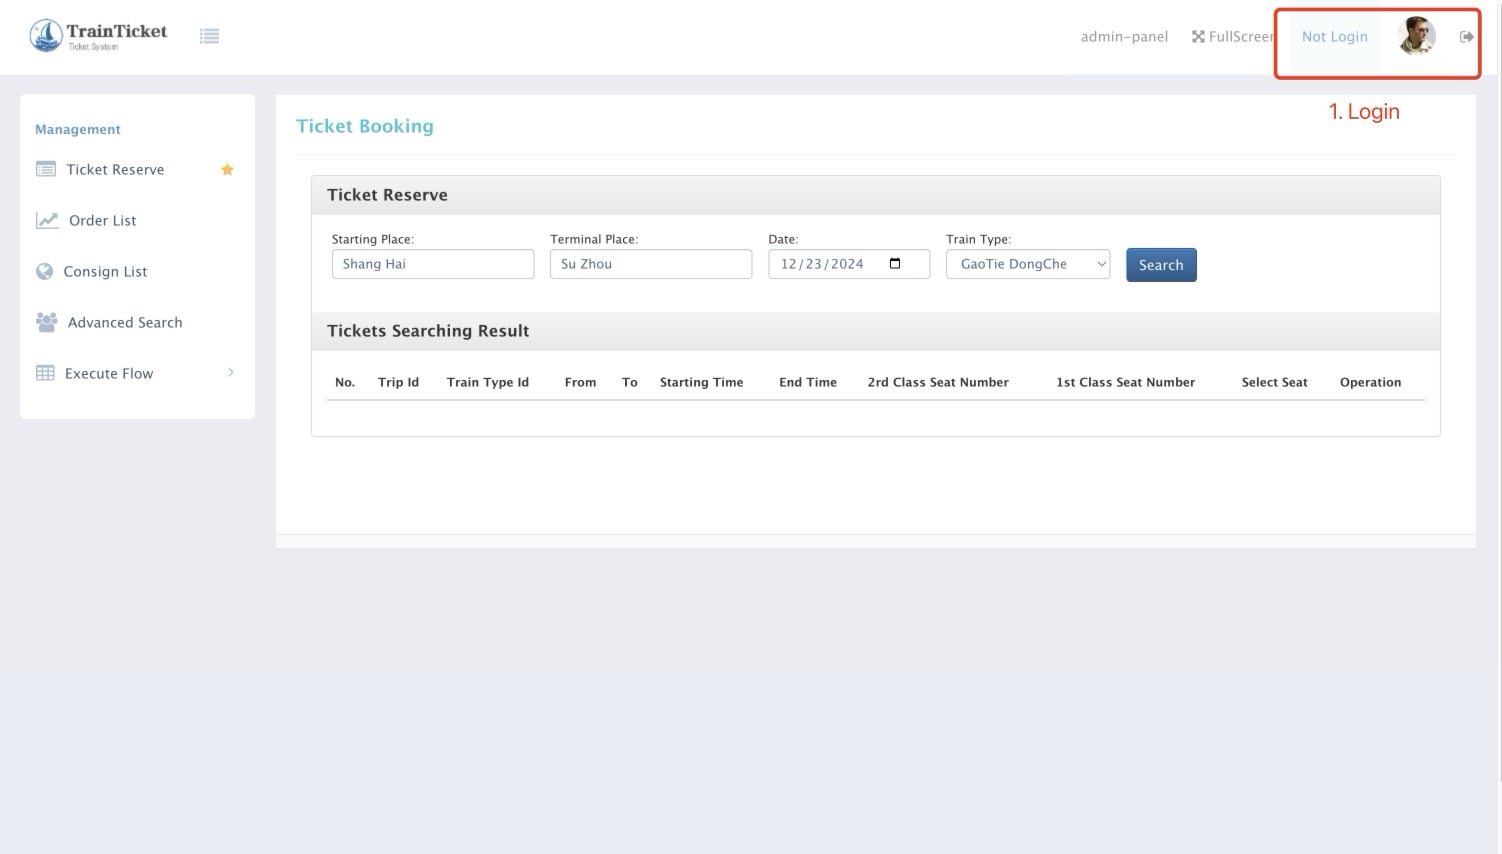 TrainTicket
Ticket System
admin-panel FullScreen Not Login
1. Login
Management
Ticket Reserve
Order List
Consign List
Advanced Search
Execute Flow
Ticket Booking
Ticket Reserve
Starting Place: Terminal Place: Date: Train Type:
Shang Hai Su Zhou 12/23/2024 GaoTie DongChe Search
Tickets Searching Result
No. Trip Id Train Type Id From To Starting Time End Time 2rd Class Seat Number 1st Class Seat Number Select Seat Operation